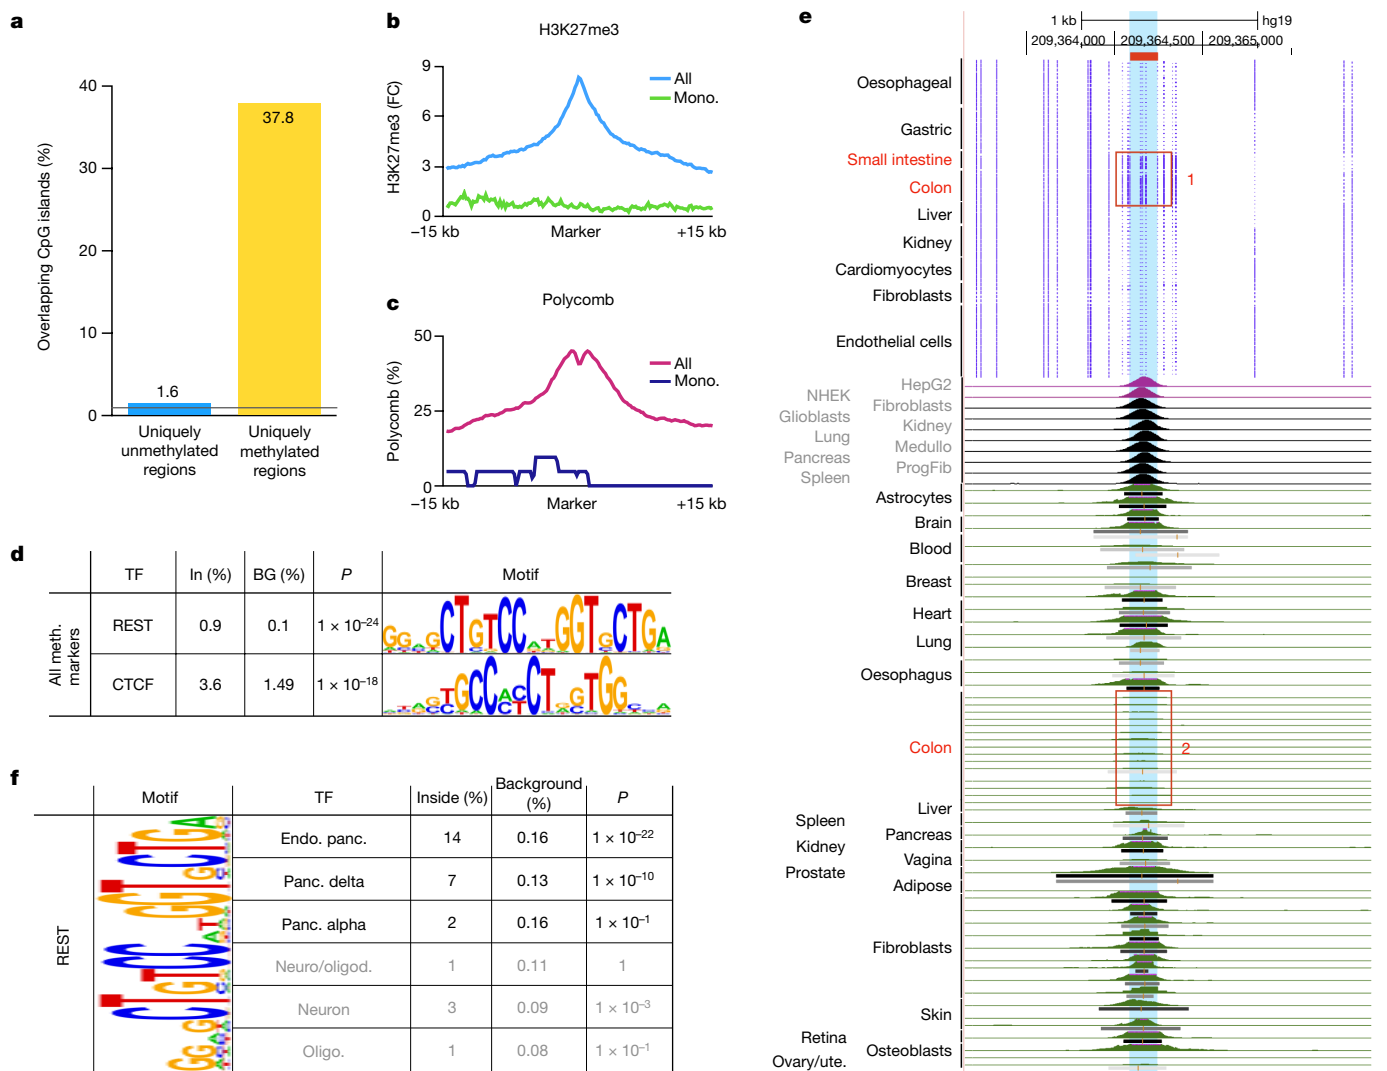 a
Overlapping CpG islands (%)
40
30
20
10
0
37.8
1.6
Uniquely
unmethylated
regions
Uniquely
methylated
regions
b
H3K27me3
H3K27me3 (FC)
9
6
3
0
All
Mono.
–15 kb
Marker
+15 kb
c
Polycomb
Polycomb (%)
50
25
0
All
Mono.
–15 kb
Marker
+15 kb
d
TF
In (%)
BG (%)
P
Motif
All meth.
markers
REST
0.9
0.1
1 × 10–24
CTCF
3.6
1.49
1 × 10–18
e
1 kb
hg19
209,364,000
209,364,500
209,365,000
Oesophageal
Gastric
Small intestine
Colon
1
Liver
Kidney
Cardiomyocytes
Fibroblasts
Endothelial cells
HepG2
NHEK
Fibroblasts
Glioblasts
Kidney
Lung
Medullo
Pancreas
ProgFib
Spleen
Astrocytes
Brain
Blood
Breast
Heart
Lung
Oesophagus
Colon
2
Liver
Spleen
Pancreas
Kidney
Vagina
Prostate
Adipose
Fibroblasts
Skin
Retina
Osteoblasts
Ovary/ute.
f
Motif
TF
Inside (%)
Background
(%)
P
REST
Endo. panc.
14
0.16
1 × 10–22
Panc. delta
7
0.13
1 × 10–10
Panc. alpha
2
0.16
1 × 10–1
Neuro/oligod.
1
0.11
1
Neuron
3
0.09
1 × 10–3
Oligo.
1
0.08
1 × 10–1